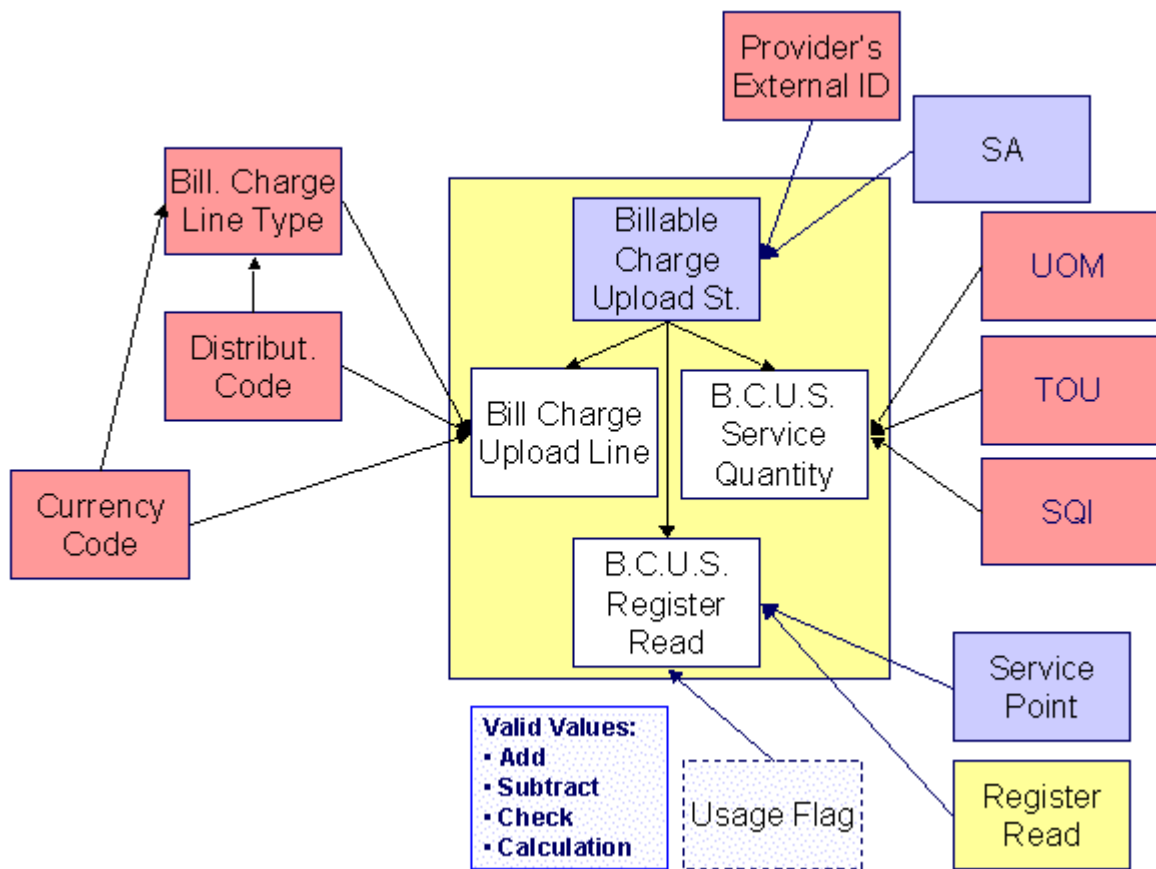 Provider's
External ID
SA
Bill. Charge
Line Type
Billable
Charge
Upload St.
UOM
Distribut.
Code
Bill Charge
Upload Line
B.C.U.S.
Service
Quantity
TOU
Currency
Code
SQI
B.C.U.S.
Register
Read
Service
Point
Valid Values:
• Add
• Subtract
• Check
• Calculation
Usage Flag
Register
Read